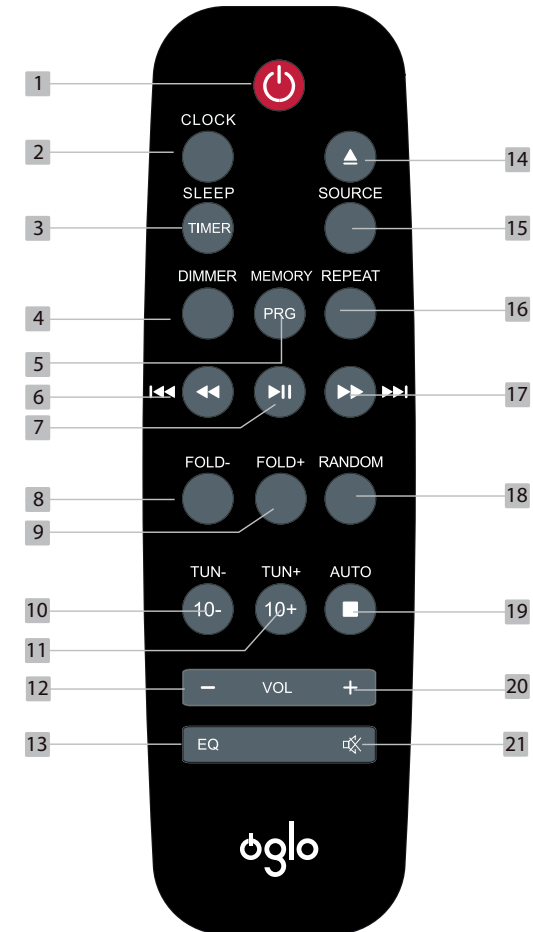 1
CLOCK
2
14
SLEEP SOURCE
3 TIMER 15
DIMMER MEMORY REPEAT
4 PRG 16
5
6 17
7
FOLD- FOLD+ RANDOM
8 18
9
TUN- TUN+ AUTO
10 10- 10+ 19
11
12 − VOL + 20
13 EQ 21
oglo